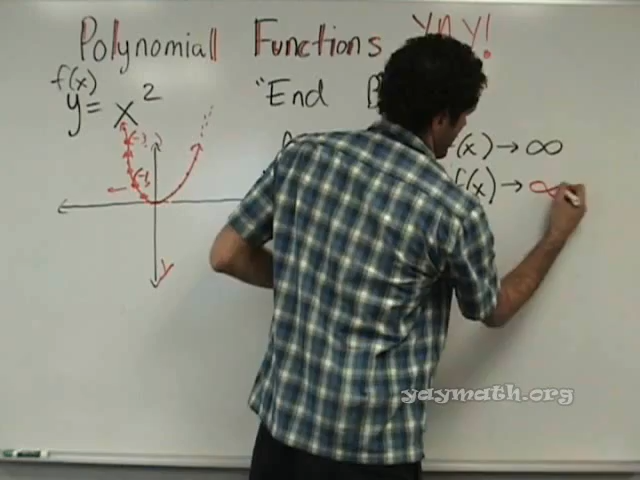 Polynomial Functions YAY!
f(x)
y = x²
"End
f(x) → ∞
f(x) → ∞
y
yaymath.org